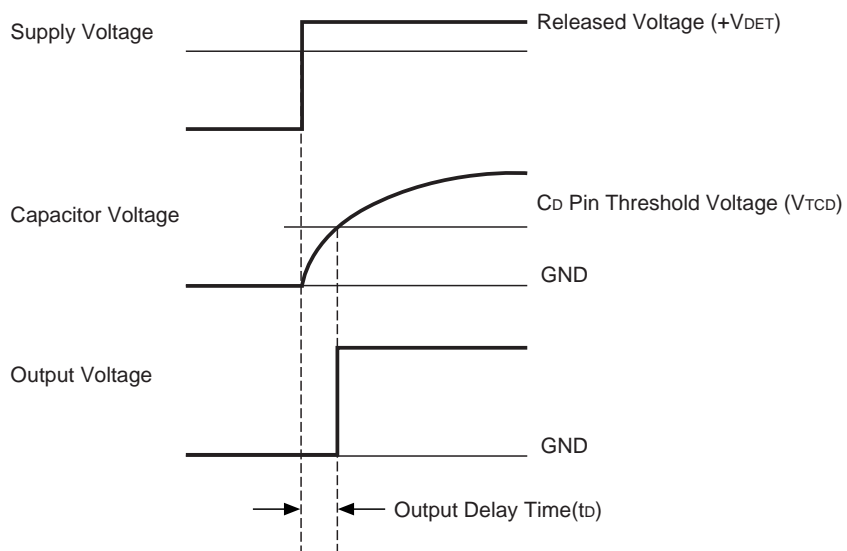 Supply Voltage
Released Voltage (+VDET)
Capacitor Voltage
CD Pin Threshold Voltage (VTCD)
GND
Output Voltage
GND
Output Delay Time(tD)